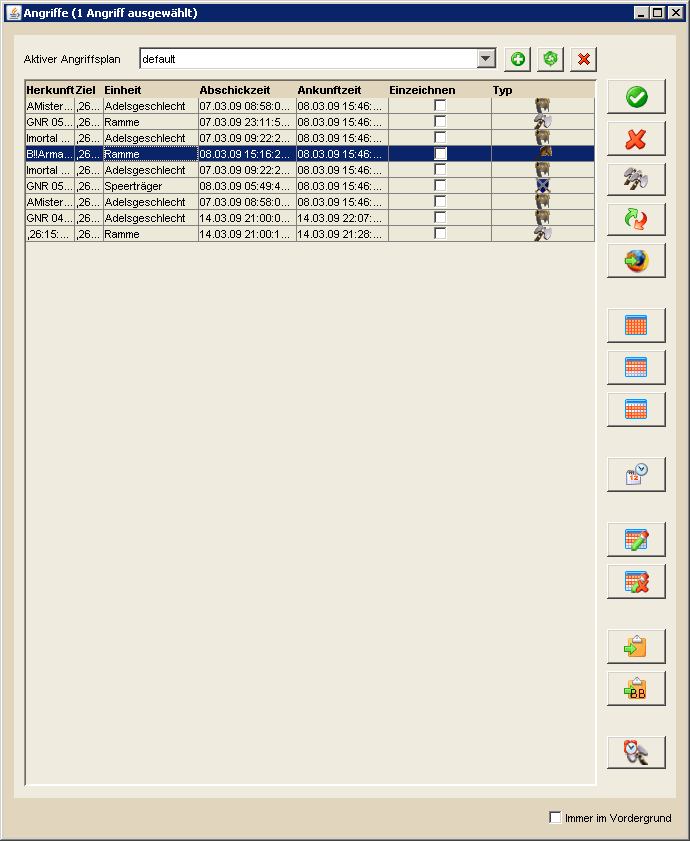 Angriffe (1 Angriff ausgewählt)
Aktiver Angriffsplan default
Herkunft Ziel Einheit Abschickzeit Ankunftzeit Einzeichnen Typ
AMister... ,26... Adelsgeschlecht 07.03.09 08:58:0... 08.03.09 15:46:...
GNR 05... ,26... Ramme 07.03.09 23:11:5... 08.03.09 15:46:...
Imortal ... ,26... Adelsgeschlecht 07.03.09 09:22:2... 08.03.09 15:46:...
B!!Arma... ,26... Ramme 08.03.09 15:16:2... 08.03.09 15:46:...
Imortal ... ,26... Adelsgeschlecht 07.03.09 09:22:2... 08.03.09 15:46:...
GNR 05... ,26... Speerträger 08.03.09 05:49:4... 08.03.09 15:46:...
AMister... ,26... Adelsgeschlecht 07.03.09 08:58:0... 08.03.09 15:46:...
GNR 04... ,26... Adelsgeschlecht 14.03.09 21:00:0... 14.03.09 22:07:...
,26:15:... ,26... Ramme 14.03.09 21:00:1... 14.03.09 21:28:...
12
BB
Immer im Vordergrund